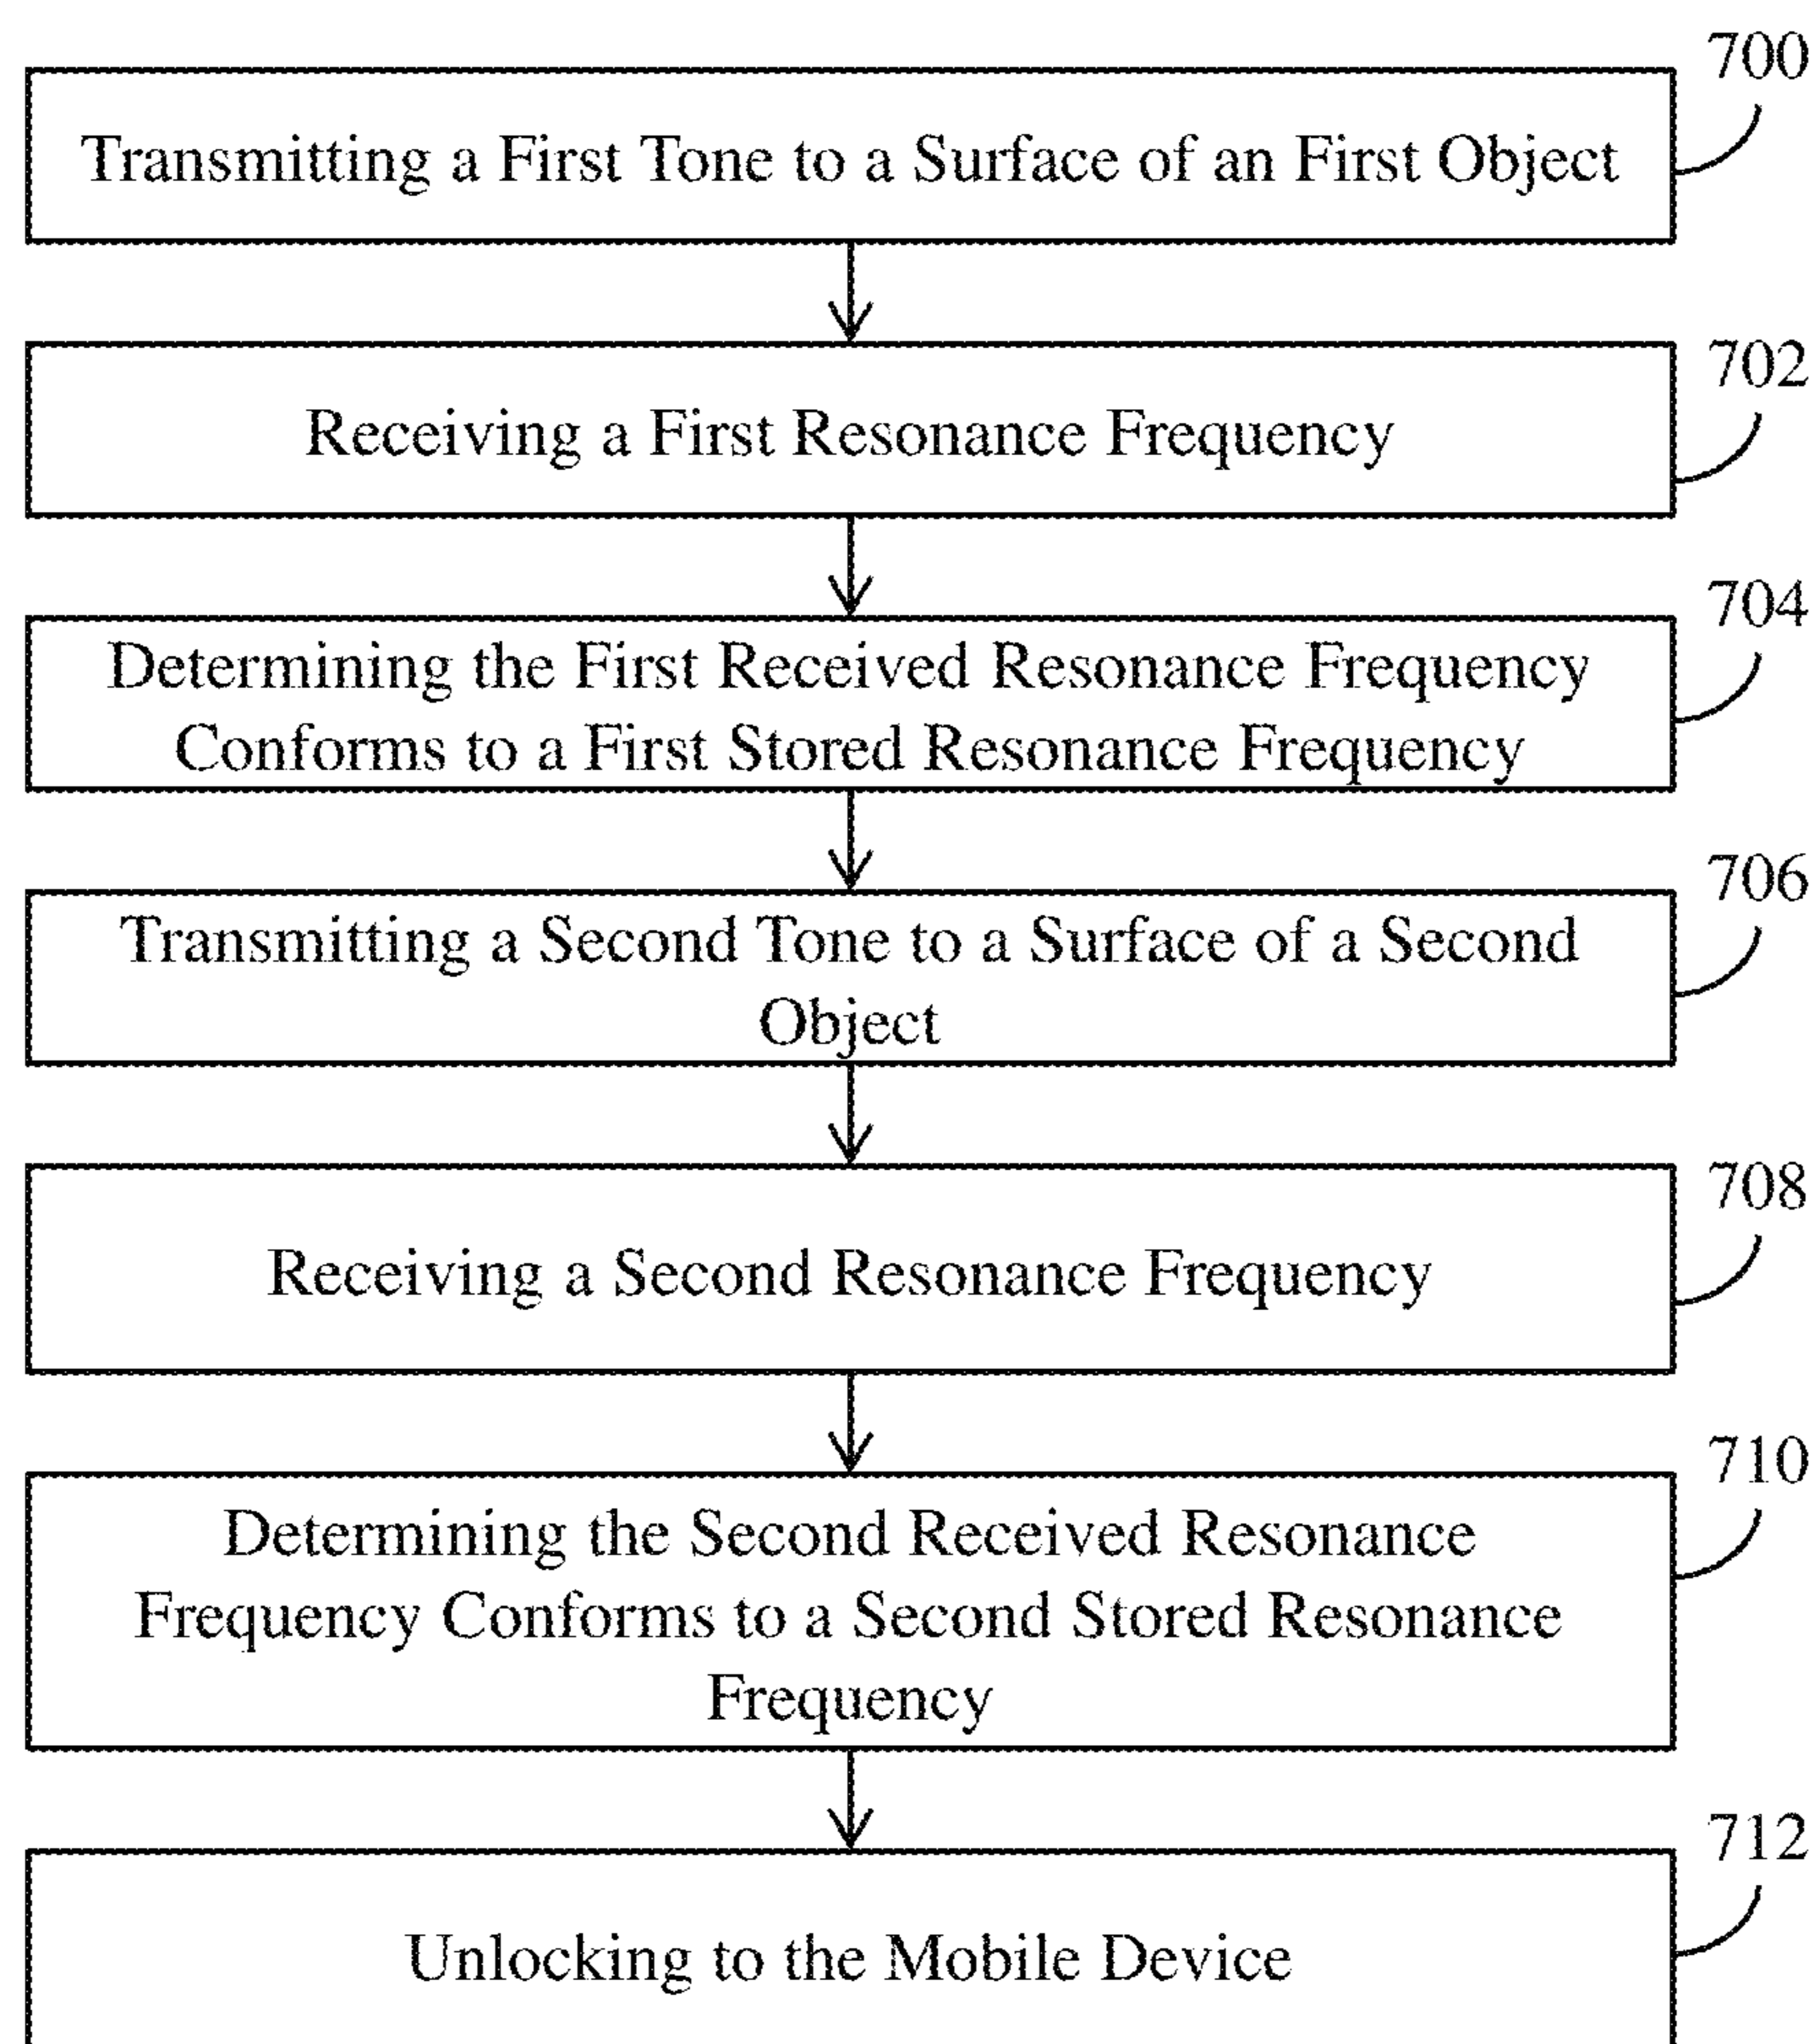 700
Transmitting a First Tone to a Surface of an First Object
702
Receiving a First Resonance Frequency
704
Determining the First Received Resonance Frequency
Conforms to a First Stored Resonance Frequency
706
Transmitting a Second Tone to a Surface of a Second
Object
708
Receiving a Second Resonance Frequency
710
Determining the Second Received Resonance
Frequency Conforms to a Second Stored Resonance
Frequency
712
Unlocking to the Mobile Device